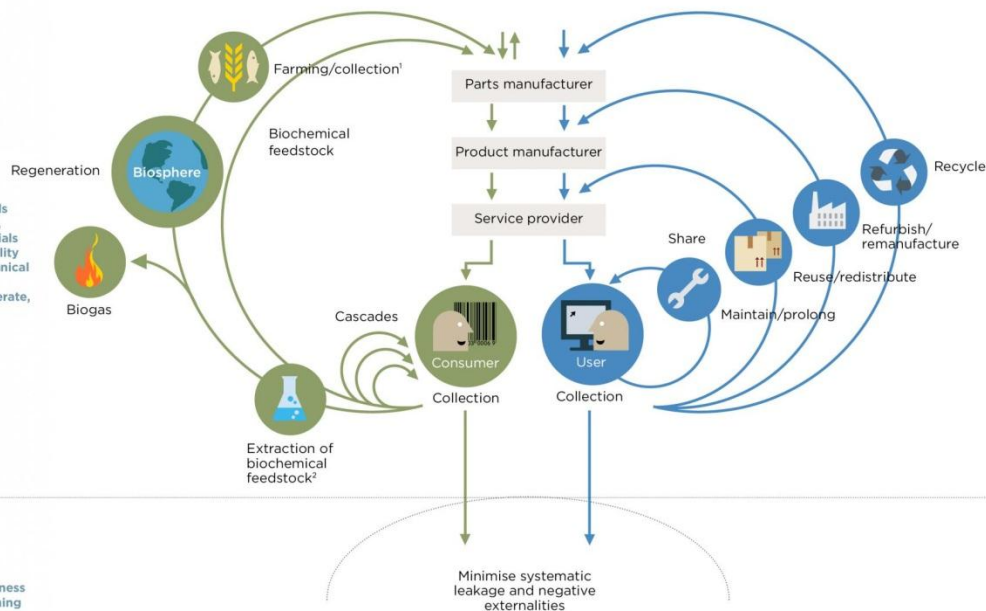 Farming/collection¹
Parts manufacturer
Biochemical
feedstock
Product manufacturer
Regeneration
Biosphere
Recycle
Service provider
Share
Refurbish/
remanufacture
Reuse/redistribute
Biogas
Cascades
Maintain/prolong
Consumer
User
Collection
Collection
Extraction of
biochemical
feedstock²
Minimise systematic
leakage and negative
externalities